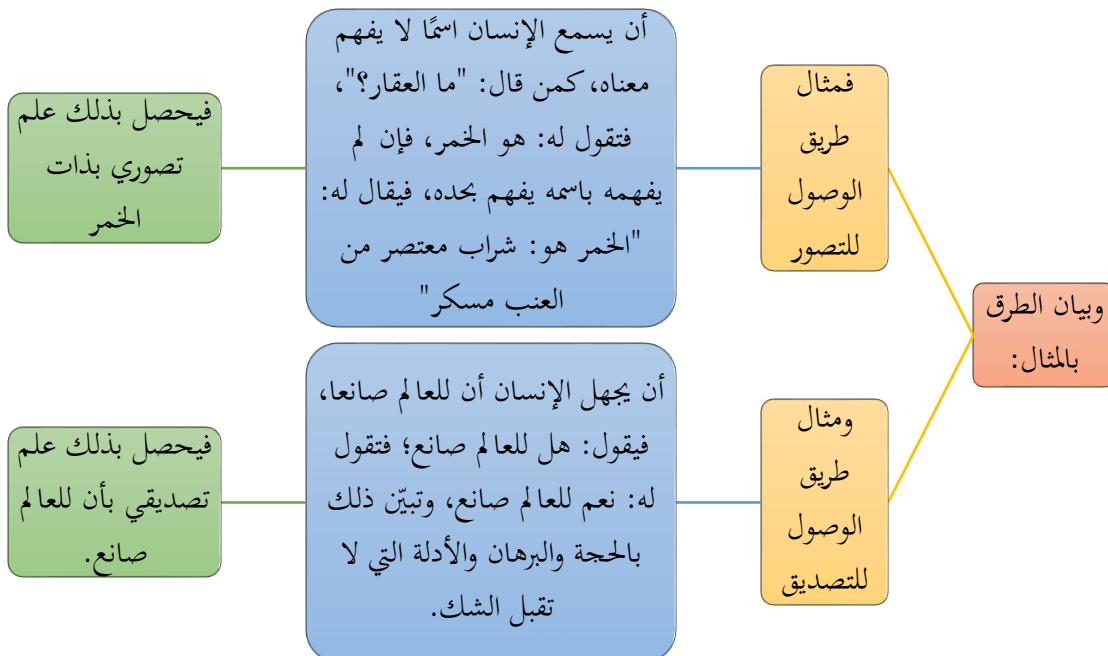 وبيان الطرق
بالمثال:
فمثال
طريق
الوصول
للتصور
أن يسمع الإنسان اسمًا لا يفهم
معناه، كمن قال: "ما العقار؟"،
فتقول له: هو الخمر، فإن لم
يفهمه باسمه يفهم بحده، فيقال له:
"الخمر هو: شراب معتصر من
العنب مسكر"
فيحصل بذلك علم
تصوري بذات
الخمر
ومثال
طريق
الوصول
للتصديق
أن يجهل الإنسان أن للعالم صانعا،
فيقول: هل للعالم صانع؛ فتقول
له: نعم للعالم صانع، وتبيّن ذلك
بالحجة والبرهان والأدلة التي لا
تقبل الشك.
فيحصل بذلك علم
تصديقي بأن للعالم
صانع.